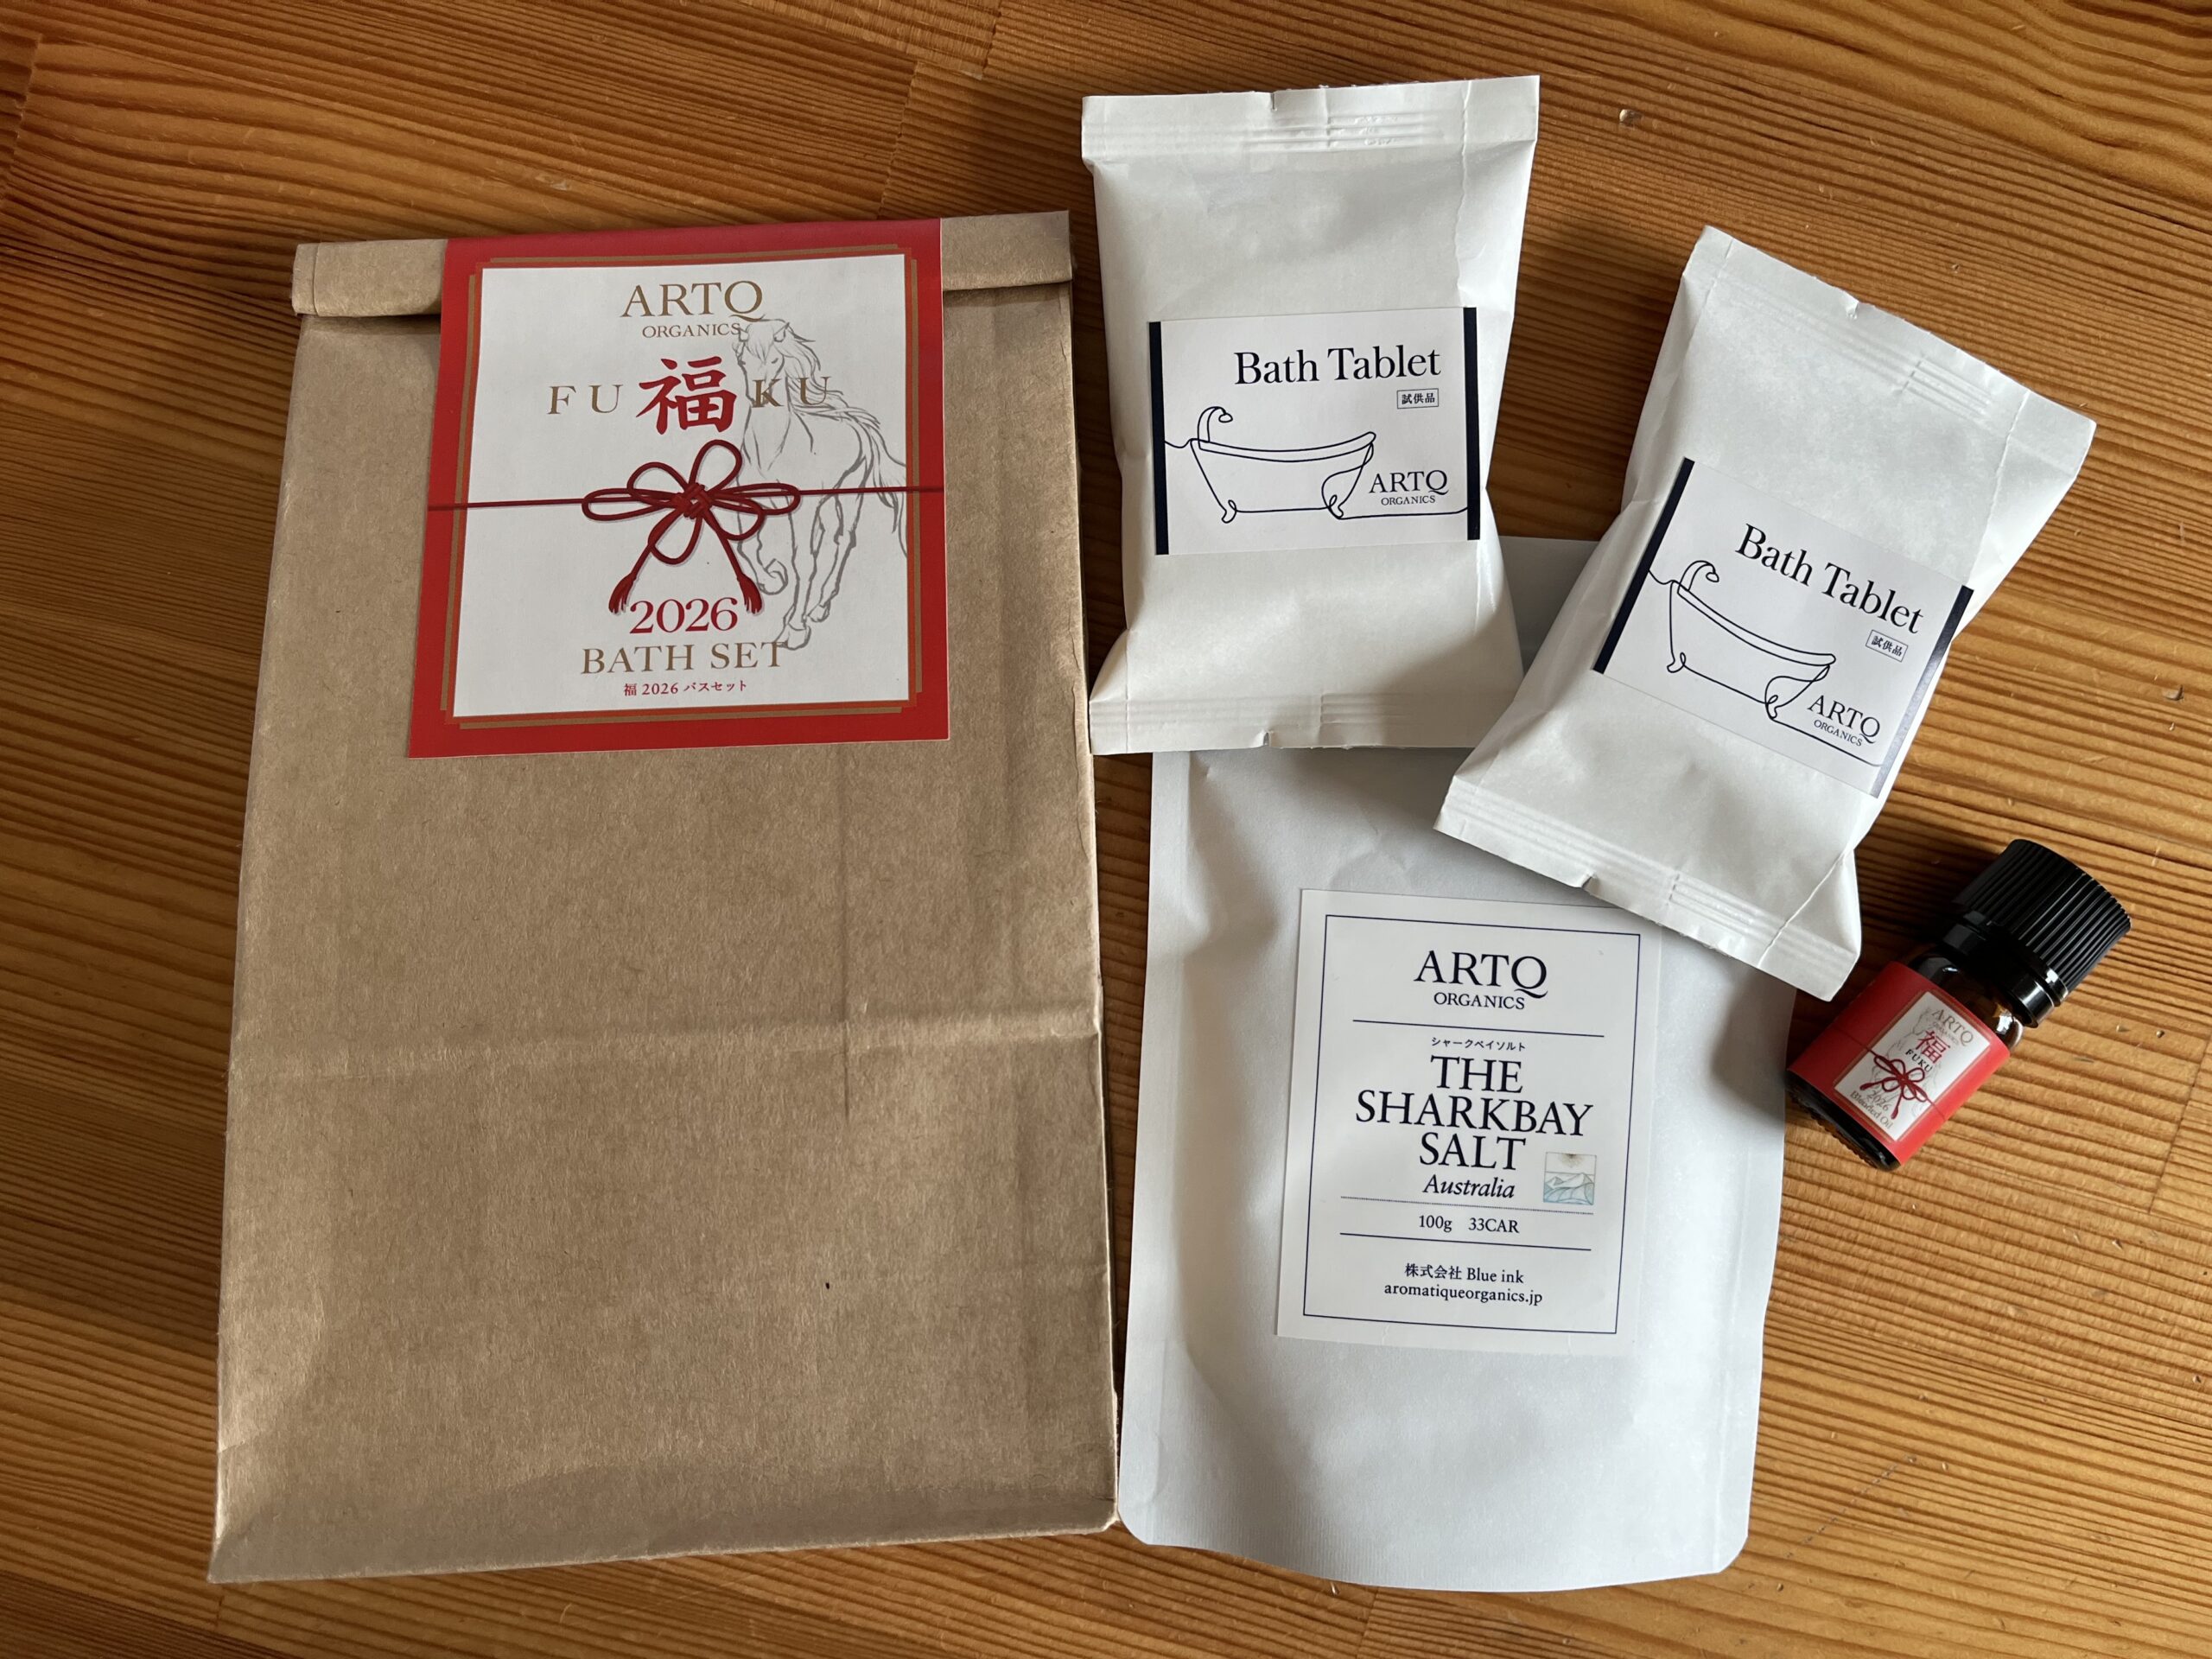 ARTQ
ORGANICS
FU 福 KU
2026
BATH SET
福 2026 バスセット
Bath Tablet
試供品
ARTQ
ORGANICS
Bath Tablet
試供品
ARTQ
ORGANICS
ARTQ
ORGANICS
シャークベイソルト
THE
SHARKBAY
SALT
Australia
100g 33CAR
株式会社 Blue ink
aromatiqueorganics.jp
ARTQ
福
FUKU
2026
Blended Oil